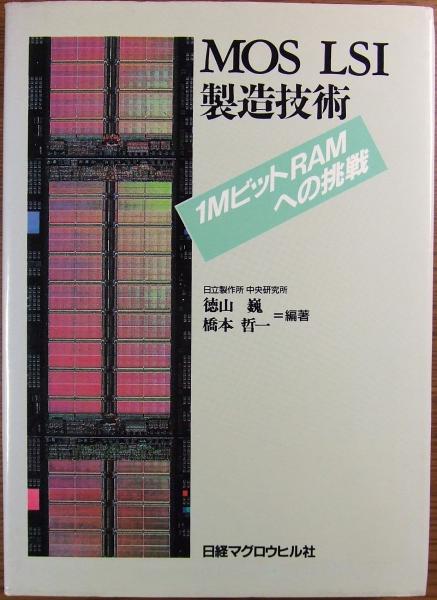 MOS LSI
製造技術
1MビットRAM
への挑戦
日立製作所 中央研究所
徳山 巍
橋本 哲一
=編著
日経マグロウヒル社